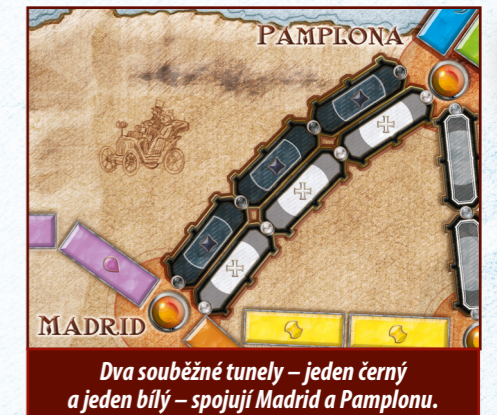 PAMPLONA
MADRID
Dva souběžné tunely – jeden černý
a jeden bílý – spojují Madrid a Pamplonu.